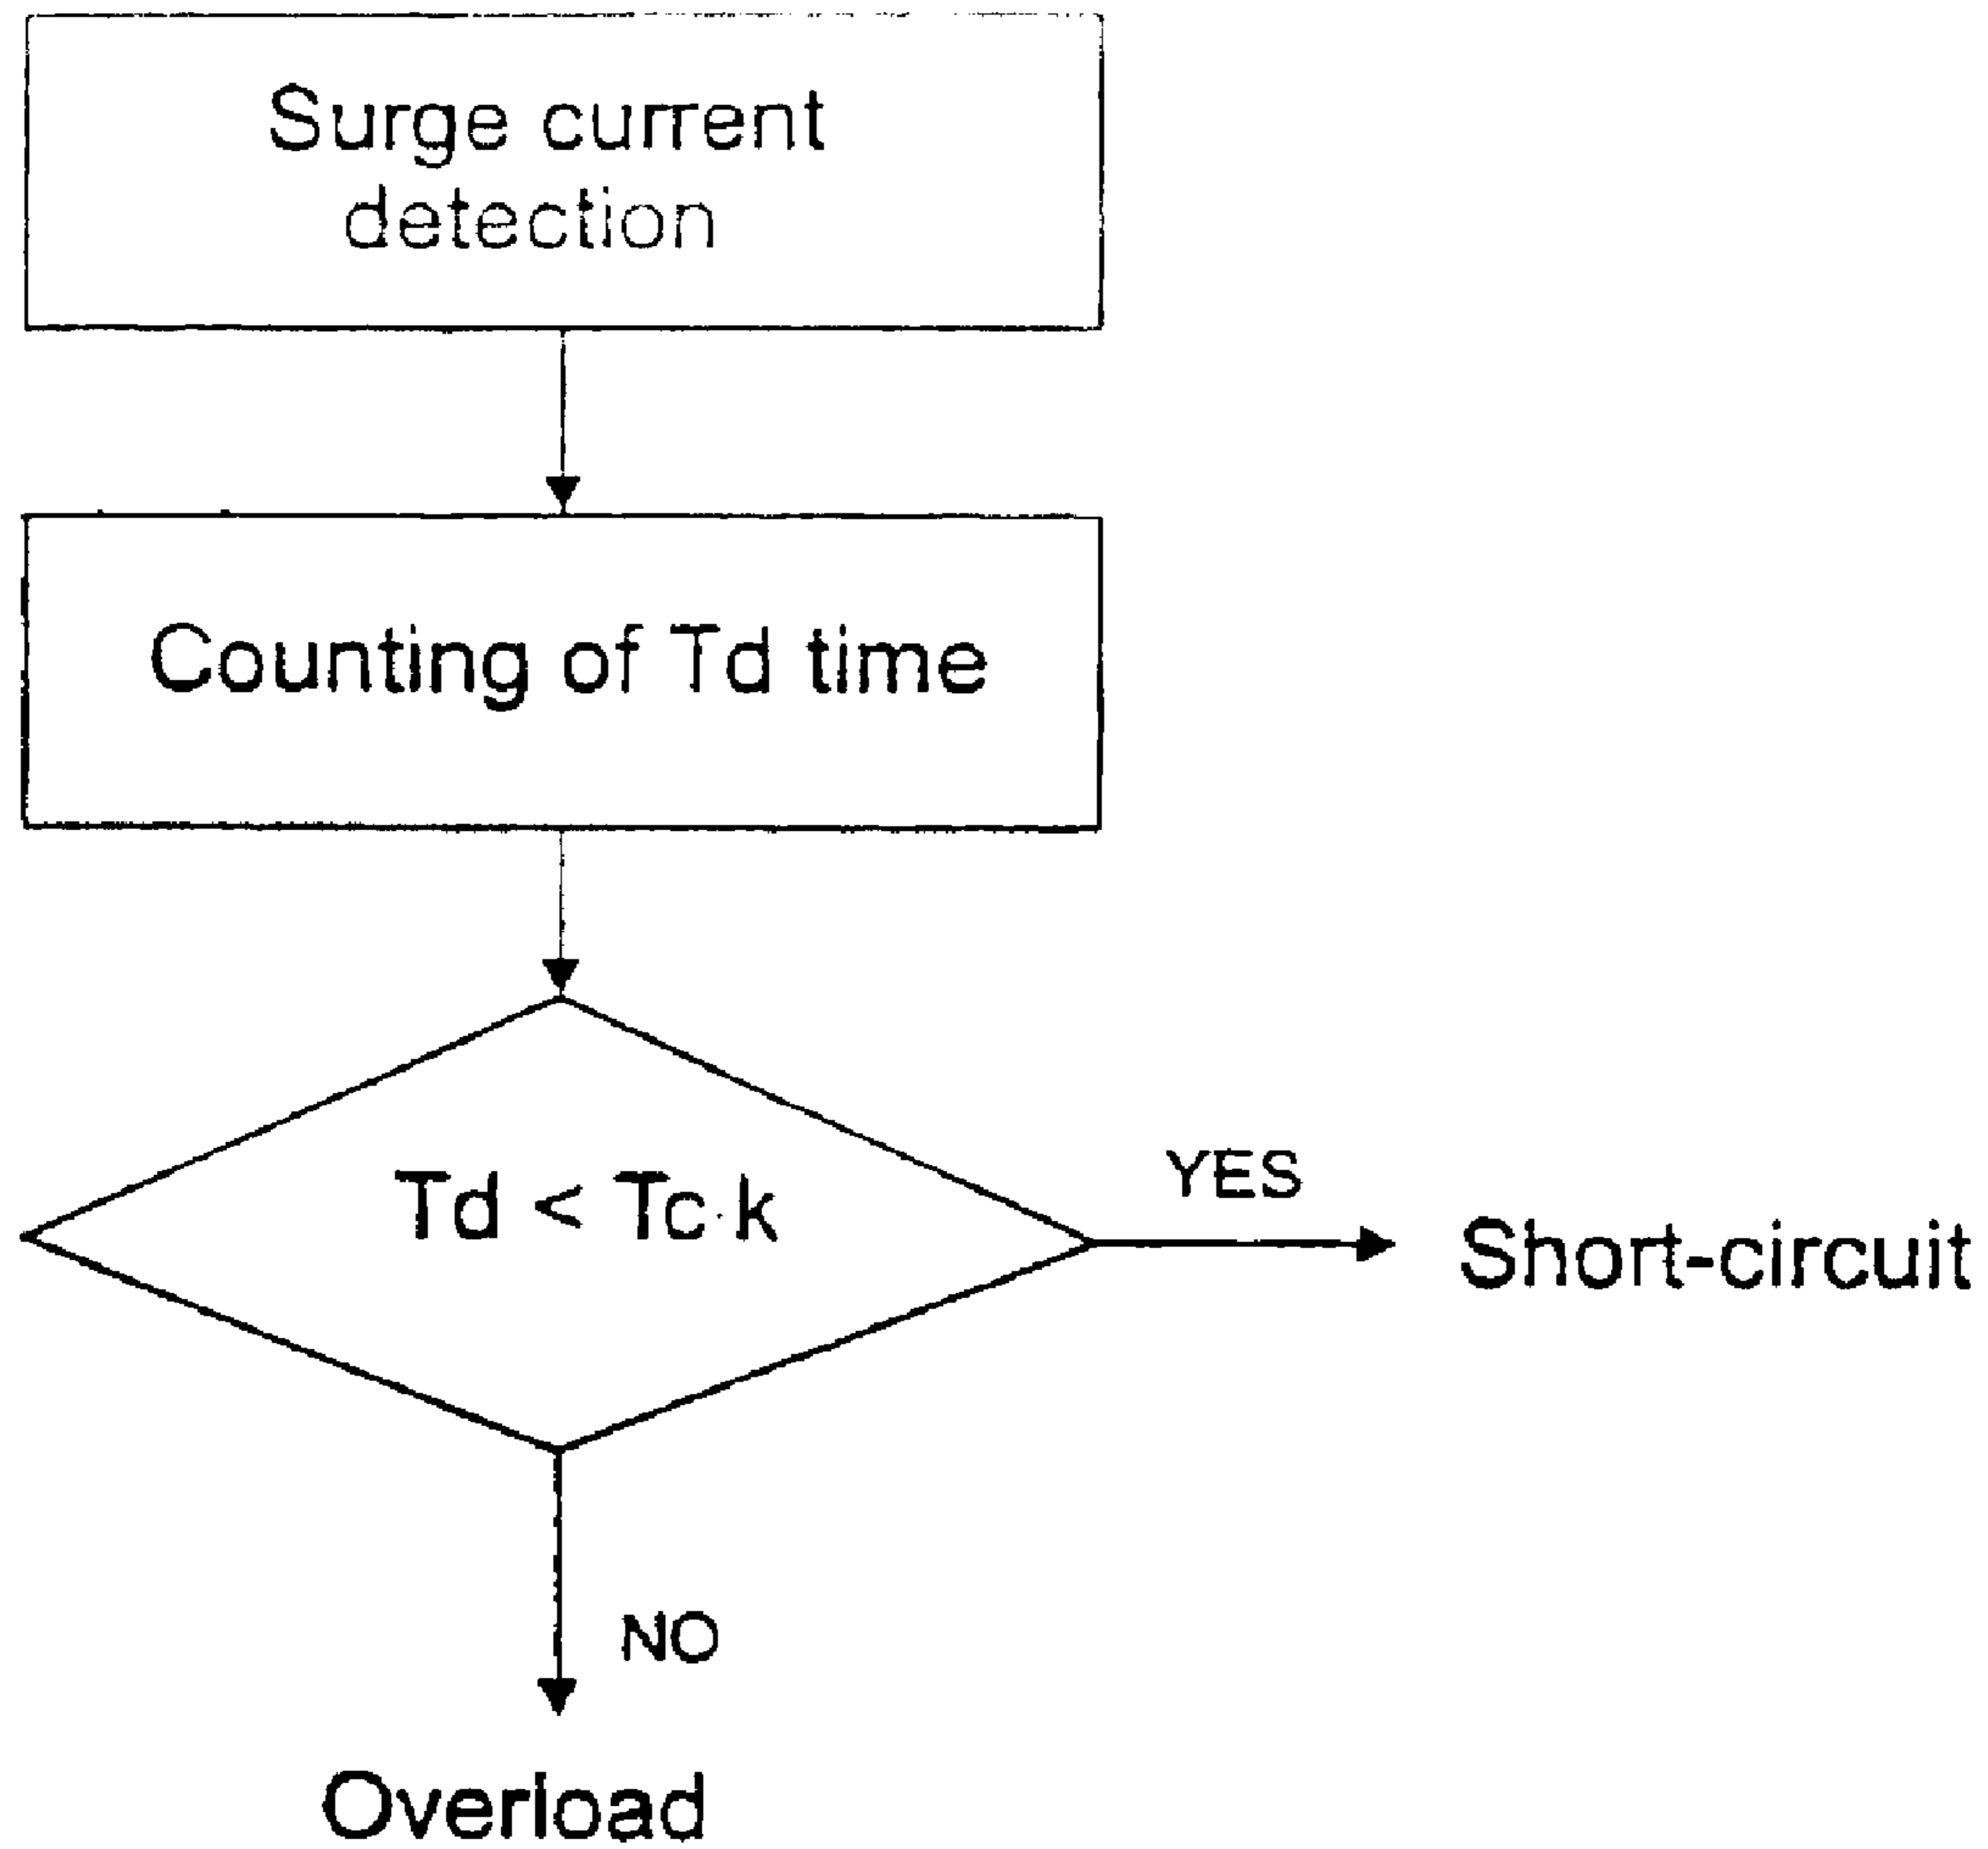 Surge current
detection
Counting of Td time
Td < Tc·k
YES
Short-circuit
NO
Overload